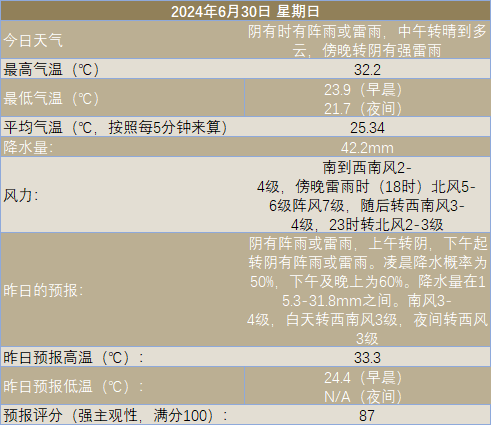 2024年6月30日 星期日
今日天气
阴有时有阵雨或雷雨，中午转晴到多
云，傍晚转阴有强雷雨
最高气温（℃）
32.2
最低气温（℃）
23.9（早晨）
21.7（夜间）
平均气温（℃，按照每5分钟来算）
25.34
降水量：
42.2mm
风力：
南到西南风2-
4级，傍晚雷雨时（18时）北风5-
6级阵风7级，随后转西南风3-
4级，23时转北风2-3级
昨日的预报：
阴有阵雨或雷雨，上午转阴，下午起
转阴有阵雨或雷雨。凌晨降水概率为
50%，下午及晚上为60%。降水量在1
5.3-31.8mm之间。南风3-
4级，白天转西南风3级，夜间转西风
3级
昨日预报高温（℃）：
33.3
昨日预报低温（℃）：
24.4（早晨）
N/A（夜间）
预报评分（强主观性，满分100）：
87